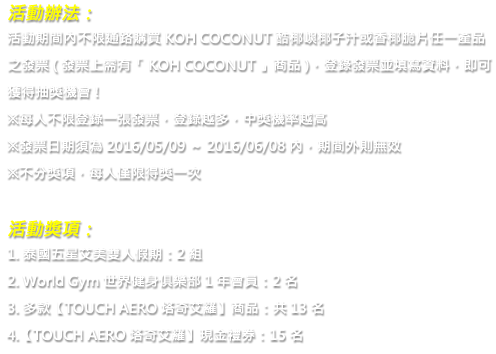 活動辦法：
活動期間內不限通路購買 KOH COCONUT 酷椰嶼椰子汁或香椰脆片任一產品
之發票 ( 發票上需有「 KOH COCONUT 」商品 )，登錄發票並填寫資料，即可
獲得抽獎機會 !
※每人不限登錄一張發票，登錄越多，中獎機率越高
※發票日期須為 2016/05/09 ～ 2016/06/08 內，期間外則無效
※不分獎項，每人僅限得獎一次
活動獎項：
1. 泰國五星艾美雙人假期：2 組
2. World Gym 世界健身俱樂部 1 年會員：2 名
3. 多款【TOUCH AERO 塔奇艾蘿】商品：共 13 名
4.【TOUCH AERO 塔奇艾蘿】現金禮券：15 名